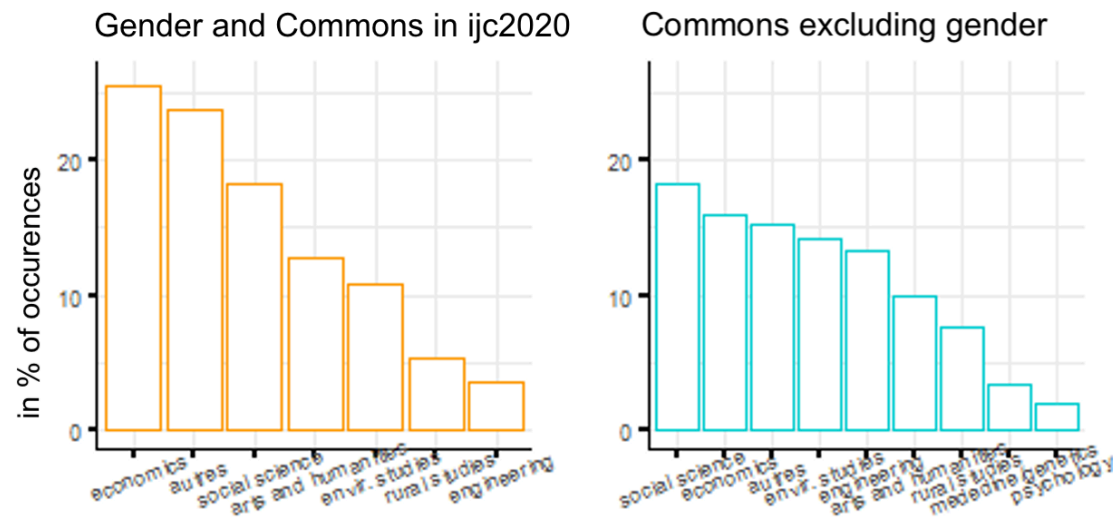 Gender and Commons in ijc2020
Commons excluding gender
in % of occurences
20
10
0
economics
autres
social science
arts and humanities
envir. studies
rural studies
engineering
20
10
0
social science
economics
autres
envir. studies
engineering
arts and humanities
rural studies
mededine genetics
psychology